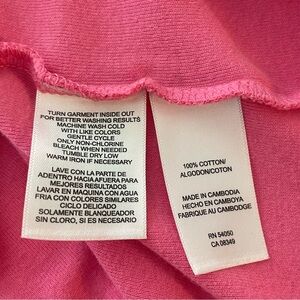 TURN GARMENT INSIDE OUT
FOR BETTER WASHING RESULTS
MACHINE WASH COLD
WITH LIKE COLORS
GENTLE CYCLE
ONLY NON-CHLORINE
BLEACH WHEN NEEDED
TUMBLE DRY LOW
WARM IRON IF NECESSARY
LAVE CON LA PARTE DE
ADENTRO HACIA AFUERA PARA
MEJORES RESULTADOS
LAVAR EN MAQUINA CON AGUA
FRIA CON COLORES SIMILARES
CICLO DELICADO
SOLAMENTE BLANQUEADOR
SIN CLORO, SI ES NECESARIO
100% COTTON/
ALGODON/COTON
MADE IN CAMBODIA
HECHO EN CAMBOYA
FABRIQUE AU CAMBODGE
RN 54050
CA 08349